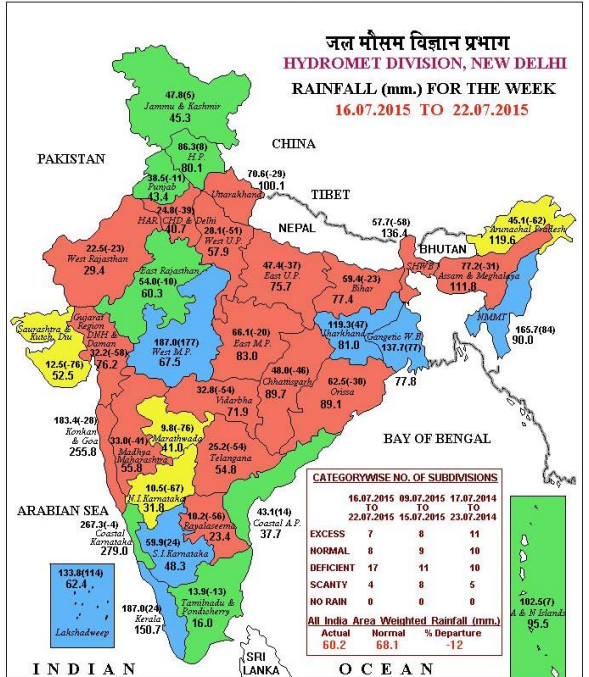 जल मौसम विज्ञान प्रभाग
HYDROMET DIVISION, NEW DELHI
RAINFALL (mm.) FOR THE WEEK
16.07.2015 TO 22.07.2015
47.8(5)
Jammu & Kashmir
45.3
CHINA
86.3(8)
H.P.
80.1
PAKISTAN
38.5(-11)
Punjab
43.4
70.6(-29)
100.1
Uttarakhand
TIBET
24.8(-39)
HAR. CHD & Delhi
40.7
28.1(-51)
West U.P.
57.9
NEPAL
57.7(-58)
136.4
BHUTAN
45.1(-62)
Arunachal Pradesh
119.6
22.5(-23)
West Rajasthan
29.4
East Rajasthan
54.0(-10)
60.3
47.4(-37)
East U.P.
75.7
59.4(-23)
Bihar
77.4
SHWB
77.2(-31)
Assam & Meghalaya
111.8
Saurashtra &
Kutch, Diu
12.5(-76)
52.5
Gujarat
Region
DNH &
Daman
32.2(-58)
76.2
187.0(177)
West M.P.
67.5
66.1(-20)
East M.P.
83.0
119.3(47)
Jharkhand
81.0
Gangetic W.B.
137.7(77)
77.8
NMMT
165.7(84)
90.0
48.0(-46)
Chhattisgarh
89.7
62.5(-30)
Orissa
89.1
32.8(-54)
Vidarbha
71.9
183.4(-28)
Konkan
& Goa
255.8
33.0(-41)
Madhya
Maharashtra
55.8
9.8(-76)
Marathwada
41.0
25.2(-54)
Telangana
54.8
BAY OF BENGAL
ARABIAN SEA
10.5(-67)
N.I.Karnataka
31.8
10.2(-56)
Rayalaseema
23.4
43.1(14)
Coastal A.P.
37.7
267.3(-4)
Coastal
Karnataka
279.0
59.9(24)
S.I.Karnataka
48.3
133.8(114)
62.4
Lakshadweep
187.0(24)
Kerala
150.7
13.9(-13)
Tamilnadu &
Pondicherry
16.0
CATEGORYWISE NO. OF SUBDIVISIONS
16.07.2015 09.07.2015 17.07.2014
TO TO TO
22.07.2015 15.07.2015 23.07.2014
EXCESS 7 8 11
NORMAL 8 9 10
DEFICIENT 17 11 10
SCANTY 4 8 5
NO RAIN 0 0 0
All India Area Weighted Rainfall (mm.)
Actual Normal % Departure
60.2 68.1 -12
102.5(7)
A & N Islands
95.5
SRI
LANKA
INDIAN OCEAN